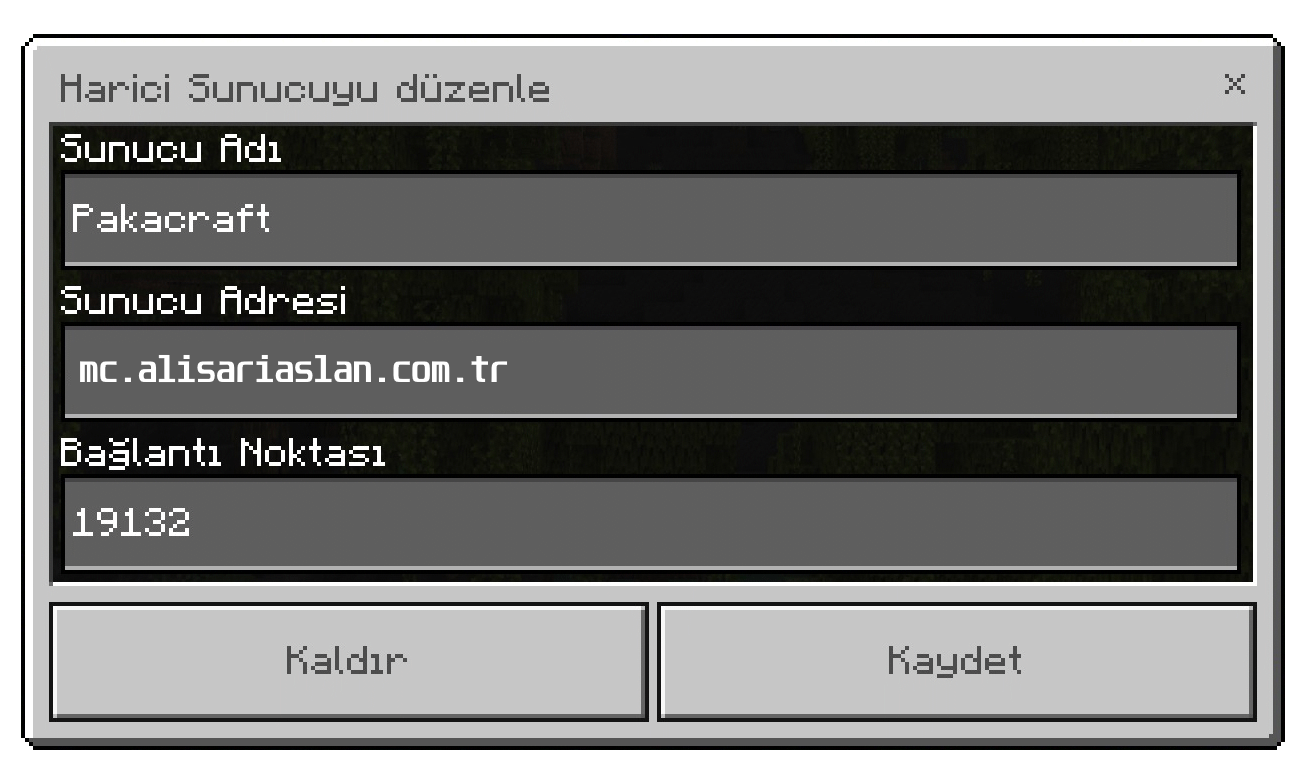 Harici Sunucuyu düzenle
Sunucu Adı
Pakacraft
Sunucu Adresi
mc.alisariaslan.com.tr
Bağlantı Noktası
19132
Kaldır
Kaydet